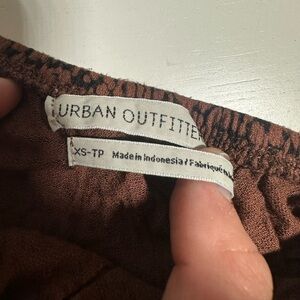 URBAN OUTFITTE
XS-TP Made in Indonesia / Fabriqué